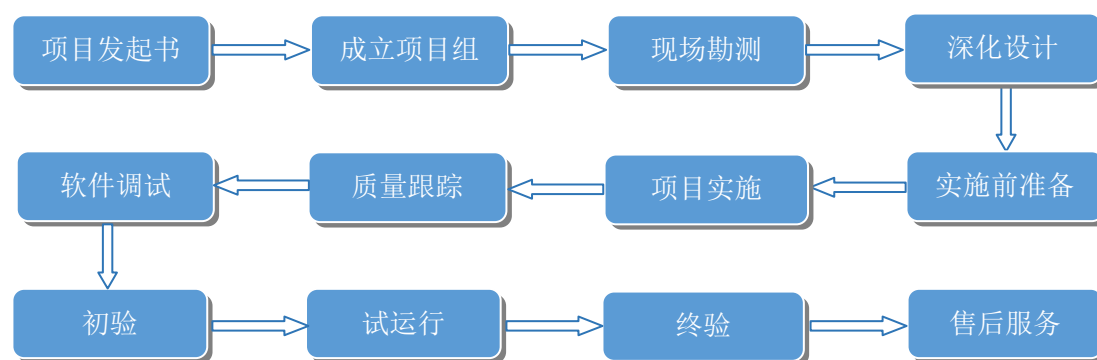 项目发起书
成立项目组
现场勘测
深化设计
实施前准备
项目实施
质量跟踪
软件调试
初验
试运行
终验
售后服务